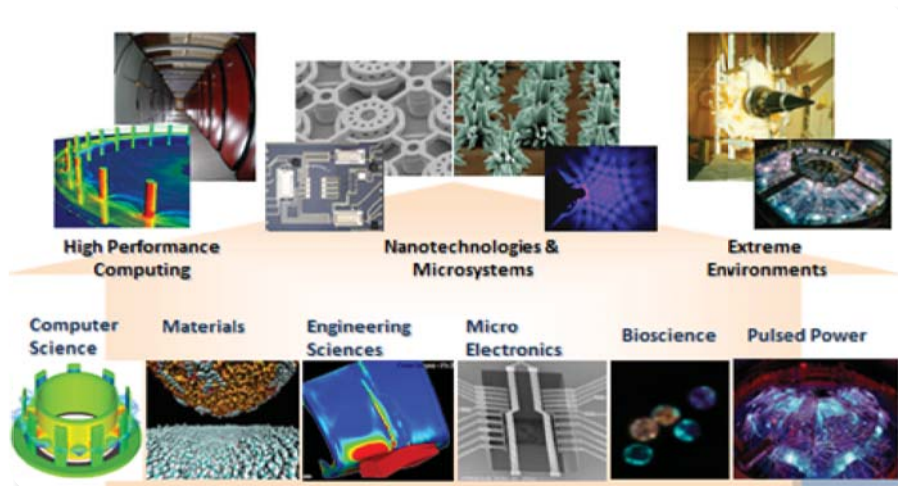 High Performance
Computing
Nanotechnologies &
Microsystems
Extreme
Environments
Computer
Science
Materials
Engineering
Sciences
Micro
Electronics
Bioscience
Pulsed Power